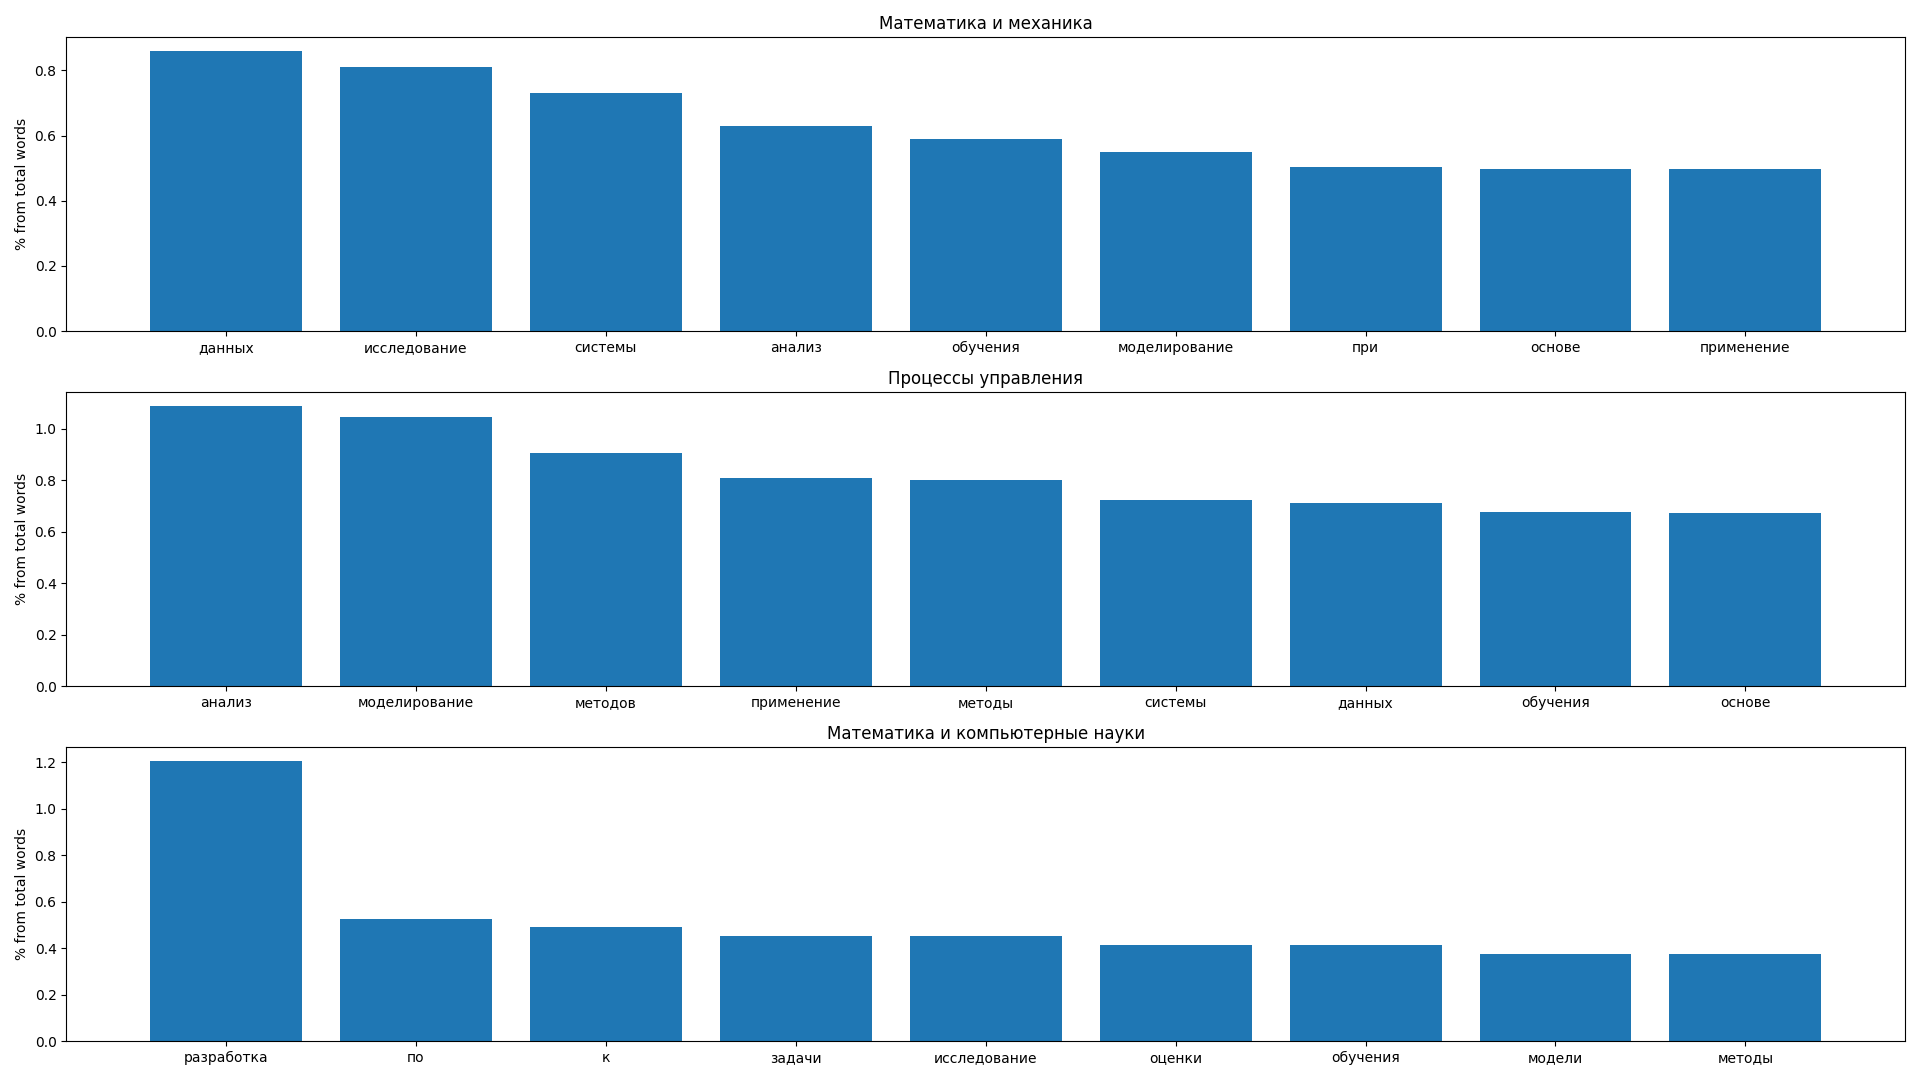 Математика и механика
% from total words
0.8
0.6
0.4
0.2
0.0
данных исследование системы анализ обучения моделирование при основе применение
Процессы управления
% from total words
1.0
0.8
0.6
0.4
0.2
0.0
анализ моделирование методов применение методы системы данных обучения основе
Математика и компьютерные науки
% from total words
1.2
1.0
0.8
0.6
0.4
0.2
0.0
разработка по к задачи исследование оценки обучения модели методы